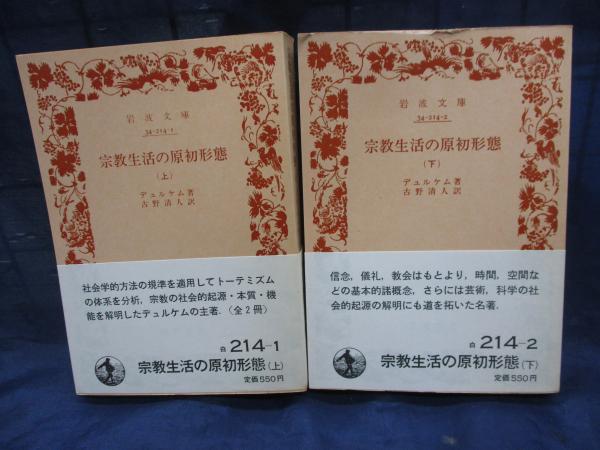 岩波文庫
34-214-1
宗教生活の原初形態
(上)
デュルケム著
古野清人訳
社会学的方法の規準を適用してトーテミズム
の体系を分析,宗教の社会的起源・本質・機
能を解明したデュルケムの主著.(全2冊)
白 214-1
宗教生活の原初形態(上)
定価550円
岩波文庫
34-214-2
宗教生活の原初形態
(下)
デュルケム著
古野清人訳
信念,儀礼,教会はもとより,時間,空間な
どの基本的諸概念,さらには芸術,科学の社
会的起源の解明にも道を拓いた名著.
白 214-2
宗教生活の原初形態(下)
定価550円